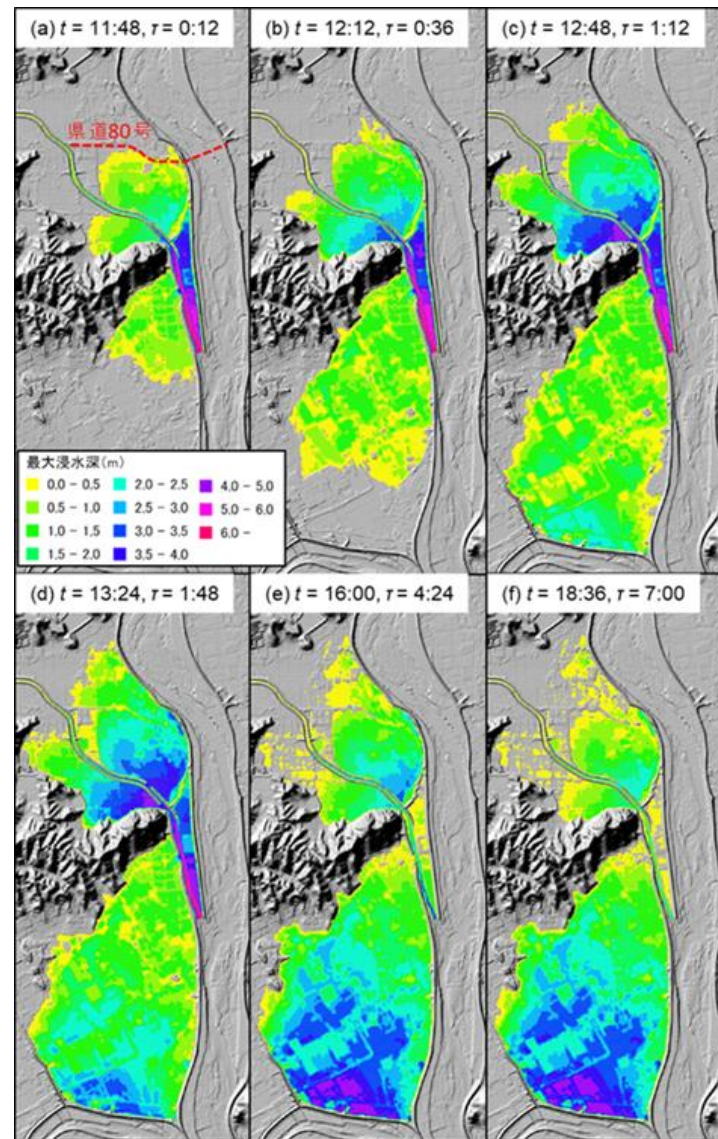 (a) t = 11:48, τ = 0:12
(b) t = 12:12, τ = 0:36
(c) t = 12:48, τ = 1:12
県道80号
最大浸水深(m)
0.0 - 0.5
2.0 - 2.5
4.0 - 5.0
0.5 - 1.0
2.5 - 3.0
5.0 - 6.0
1.0 - 1.5
3.0 - 3.5
6.0 -
1.5 - 2.0
3.5 - 4.0
(d) t = 13:24, τ = 1:48
(e) t = 16:00, τ = 4:24
(f) t = 18:36, τ = 7:00